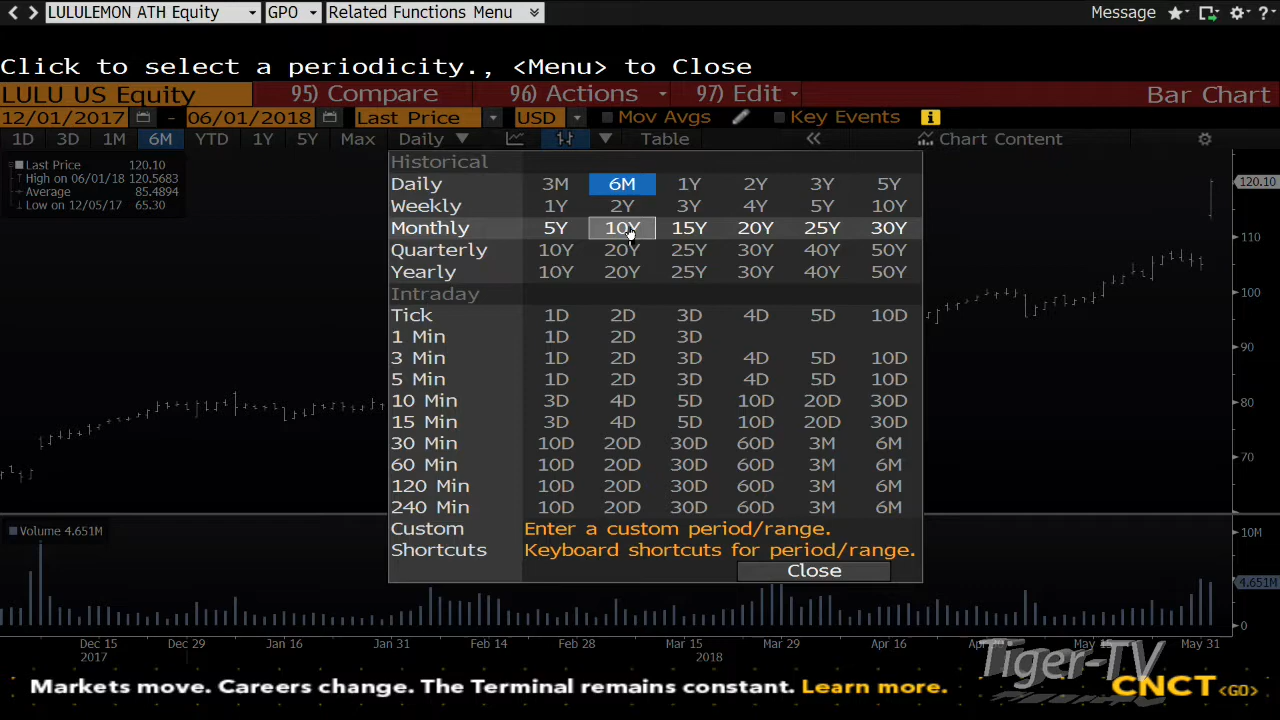 LULULEMON ATH Equity GPO Related Functions Menu Message ?
Click to select a periodicity., <Menu> to Close
LULU US Equity 95) Compare 96) Actions 97) Edit Bar Chart
12/01/2017 - 06/01/2018 Last Price USD Mov Avgs Key Events i
1D 3D 1M 6M YTD 1Y 5Y Max Daily Table « Chart Content
Last Price 120.10
High on 06/01/18 120.5683
Average 85.4894
Low on 12/05/17 65.30
Historical
Daily 3M 6M 1Y 2Y 3Y 5Y
Weekly 1Y 2Y 3Y 4Y 5Y 10Y
Monthly 5Y 10Y 15Y 20Y 25Y 30Y
Quarterly 10Y 20Y 25Y 30Y 40Y 50Y
Yearly 10Y 20Y 25Y 30Y 40Y 50Y
Intraday
Tick 1D 2D 3D 4D 5D 10D
1 Min 1D 2D 3D
3 Min 1D 2D 3D 4D 5D 10D
5 Min 1D 2D 3D 4D 5D 10D
10 Min 3D 4D 5D 10D 20D 30D
15 Min 3D 4D 5D 10D 20D 30D
30 Min 10D 20D 30D 60D 3M 6M
60 Min 10D 20D 30D 60D 3M 6M
120 Min 10D 20D 30D 60D 3M 6M
240 Min 10D 20D 30D 60D 3M 6M
Custom Enter a custom period/range.
Shortcuts Keyboard shortcuts for period/range.
Close
120.10
110
100
90
80
70
Volume 4.651M
10M
4.651M
0
Dec 15 Dec 29 Jan 16 Jan 31 Feb 14 Feb 28 Mar 15 Mar 29 Apr 16 May 31
2017 2018
Tiger-TV
Markets move. Careers change. The Terminal remains constant. Learn more. CNCT <GO>